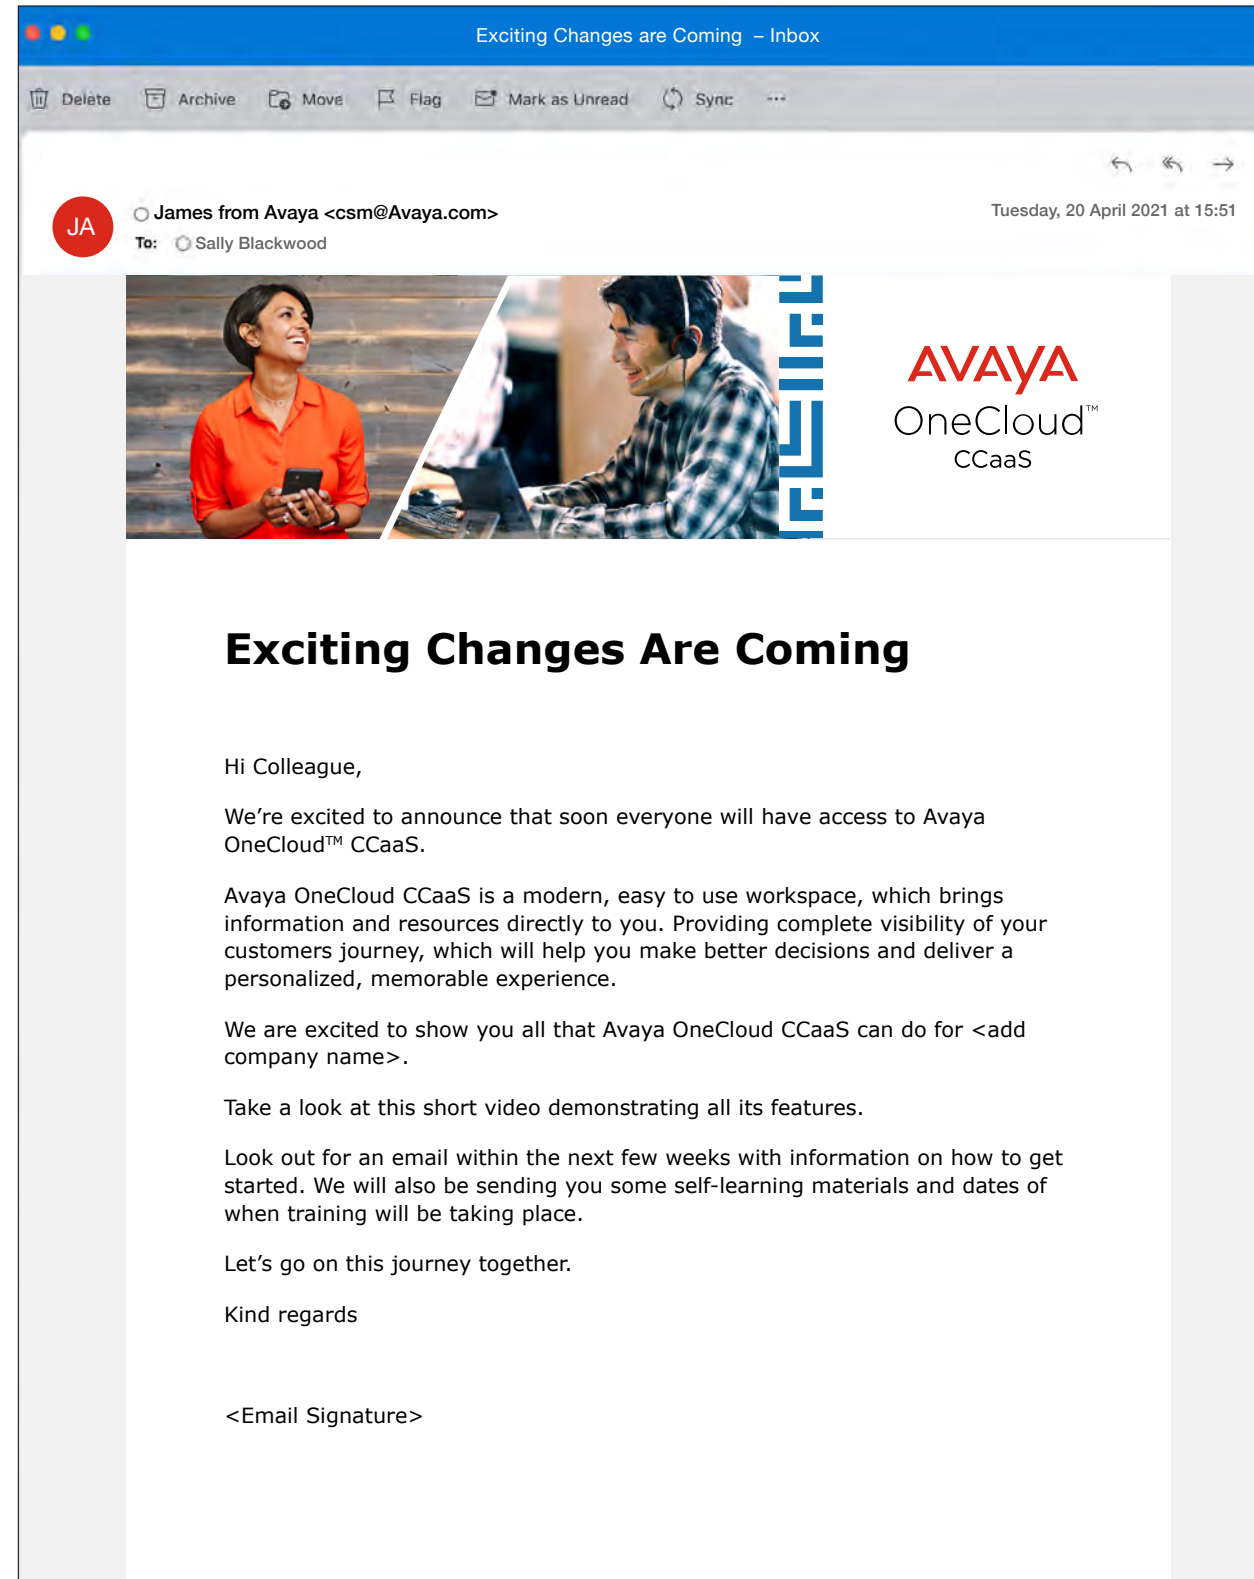 Exciting Changes are Coming – Inbox
Delete Archive Move Flag Mark as Unread Sync ...
JA
James from Avaya <csm@Avaya.com>
Tuesday, 20 April 2021 at 15:51
To: Sally Blackwood
AVAYA
OneCloud™
CCaaS
Exciting Changes Are Coming
Hi Colleague,
We’re excited to announce that soon everyone will have access to Avaya
OneCloud™ CCaaS.
Avaya OneCloud CCaaS is a modern, easy to use workspace, which brings
information and resources directly to you. Providing complete visibility of your
customers journey, which will help you make better decisions and deliver a
personalized, memorable experience.
We are excited to show you all that Avaya OneCloud CCaaS can do for <add
company name>.
Take a look at this short video demonstrating all its features.
Look out for an email within the next few weeks with information on how to get
started. We will also be sending you some self-learning materials and dates of
when training will be taking place.
Let’s go on this journey together.
Kind regards
<Email Signature>